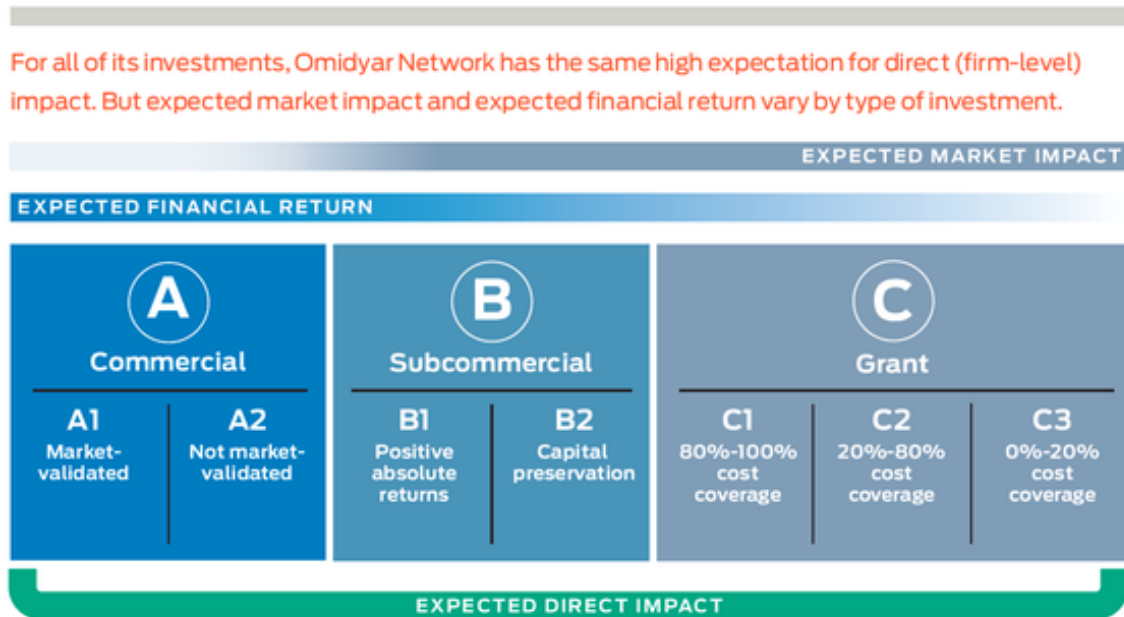 For all of its investments, Omidyar Network has the same high expectation for direct (firm-level)
impact. But expected market impact and expected financial return vary by type of investment.
EXPECTED MARKET IMPACT
EXPECTED FINANCIAL RETURN
A
Commercial
A1
Market-
validated
A2
Not market-
validated
B
Subcommercial
B1
Positive
absolute
returns
B2
Capital
preservation
C
Grant
C1
80%-100%
cost
coverage
C2
20%-80%
cost
coverage
C3
0%-20%
cost
coverage
EXPECTED DIRECT IMPACT